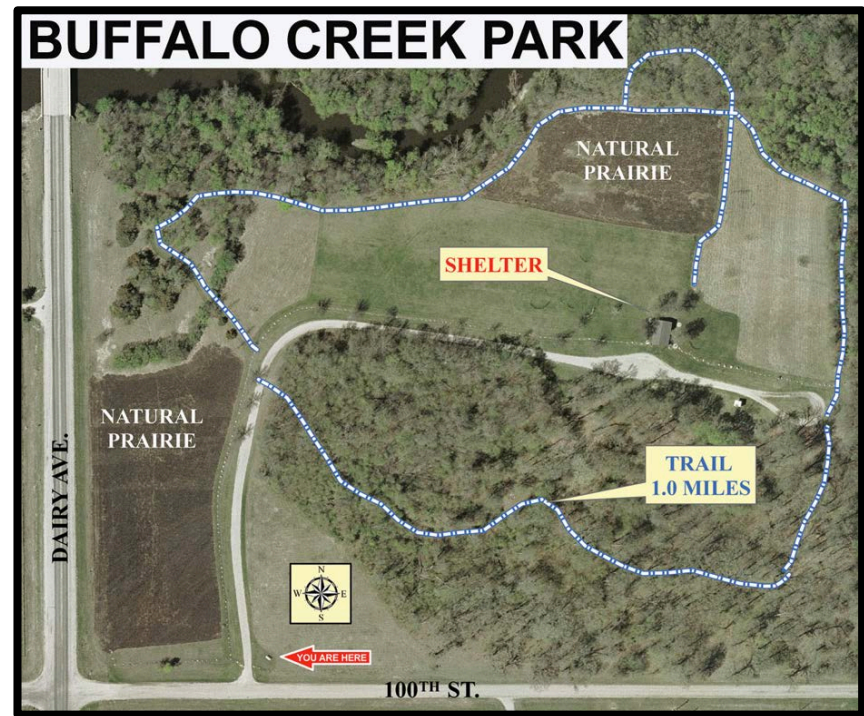 BUFFALO CREEK PARK
NATURAL
PRAIRIE
SHELTER
NATURAL
PRAIRIE
TRAIL
1.0 MILES
DAIRY AVE.
N
W E
S
YOU ARE HERE
100TH ST.